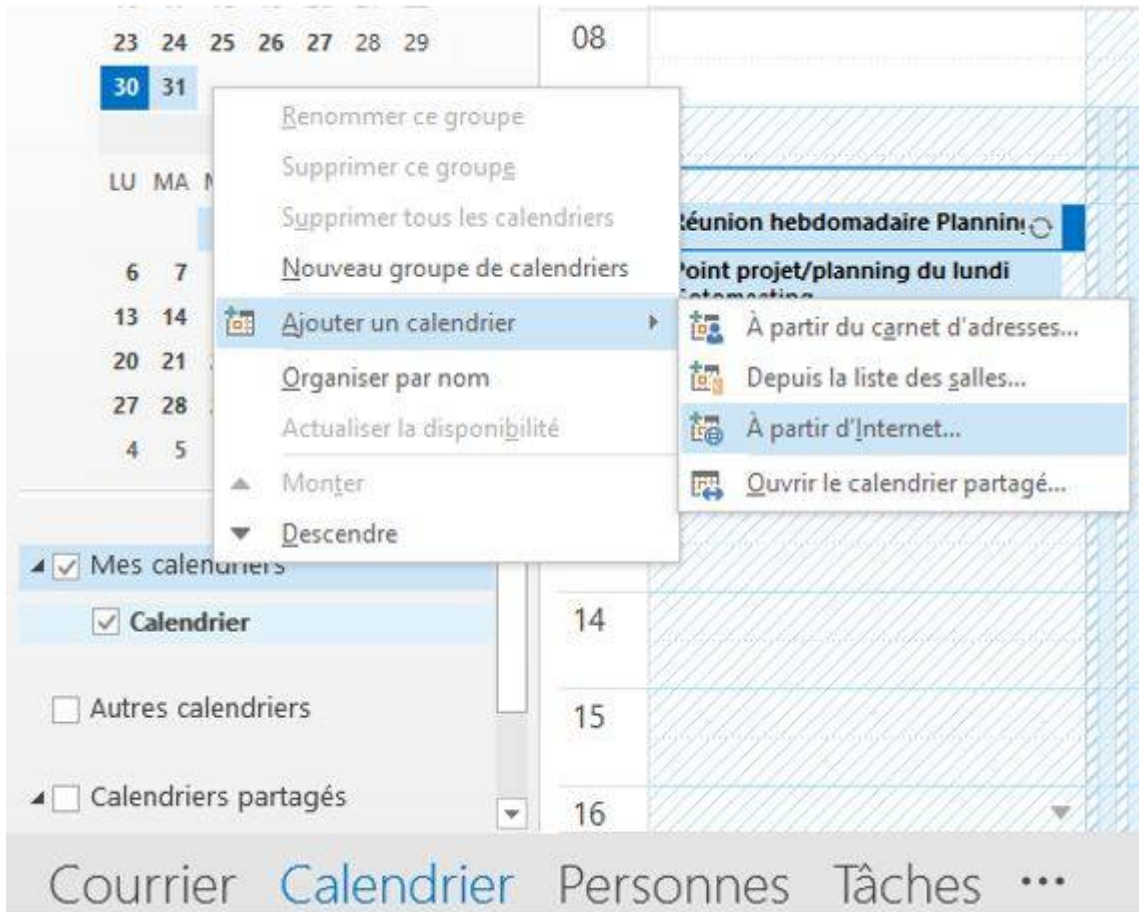 23 24 25 26 27 28 29
08
30 31
Renommer ce groupe
Supprimer ce groupe
LU MA
Supprimer tous les calendriers
Réunion hebdomadaire Planning
Nouveau groupe de calendriers
Point projet/planning du lundi
6 7
13 14
Ajouter un calendrier
À partir du carnet d'adresses...
20 21
Organiser par nom
Depuis la liste des salles...
27 28
Actualiser la disponibilité
À partir d'Internet...
4 5
Monter
Ouvrir le calendrier partagé...
Descendre
Mes calendriers
Calendrier
14
Autres calendriers
15
Calendriers partagés
16
Courrier Calendrier Personnes Tâches ...